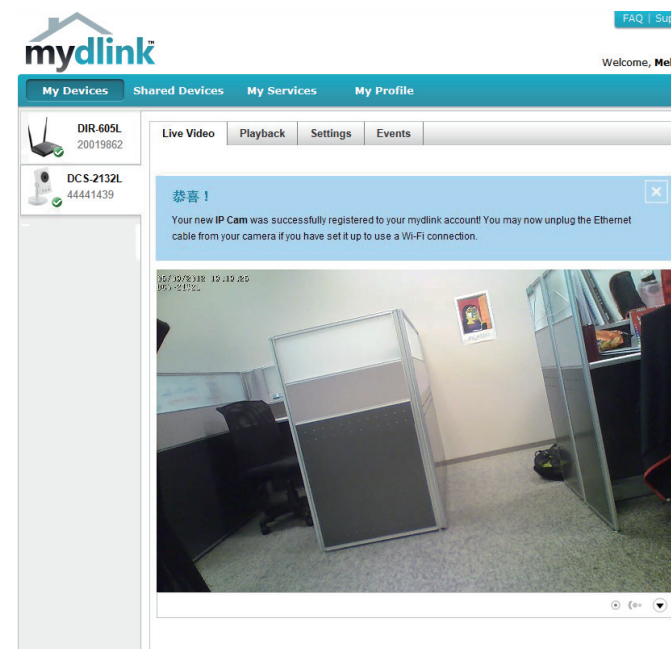 FAQ | Sup
mydlink™
Welcome, Mel
My Devices Shared Devices My Services My Profile
DIR-605L
20019862
DCS-2132L
44441439
Live Video Playback Settings Events
恭喜！
Your new IP Cam was successfully registered to your mydlink account! You may now unplug the Ethernet
cable from your camera if you have set it up to use a Wi-Fi connection.